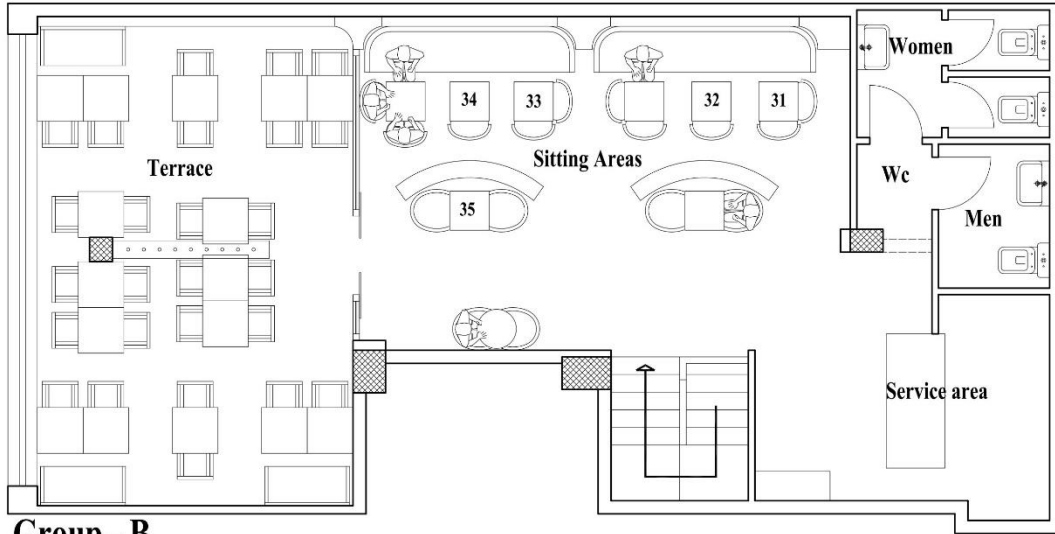 Women
34
33
32
31
Terrace
Sitting Areas
Wc
35
Men
Service area
Group - B